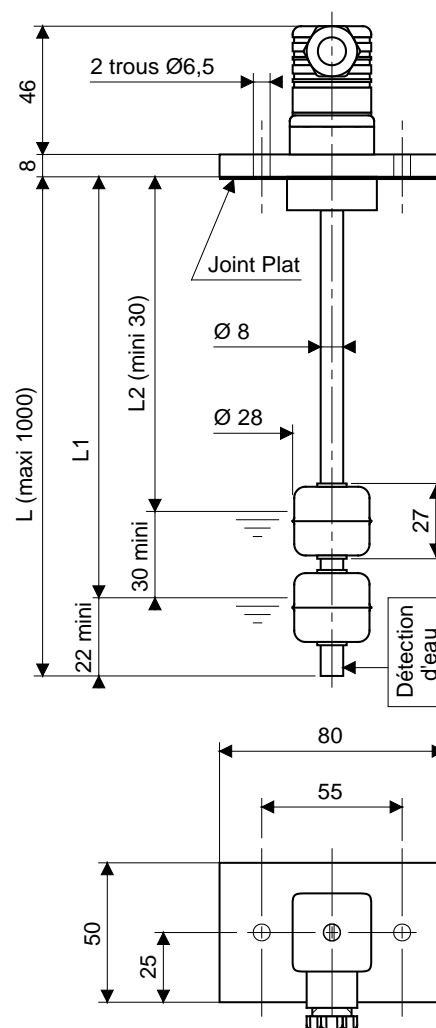 2 trous Ø6,5
46
8
Joint Plat
L2 (mini 30)
Ø 8
L (maxi 1000)
L1
Ø 28
27
30 mini
22 mini
Détection
d'eau
80
55
50
25